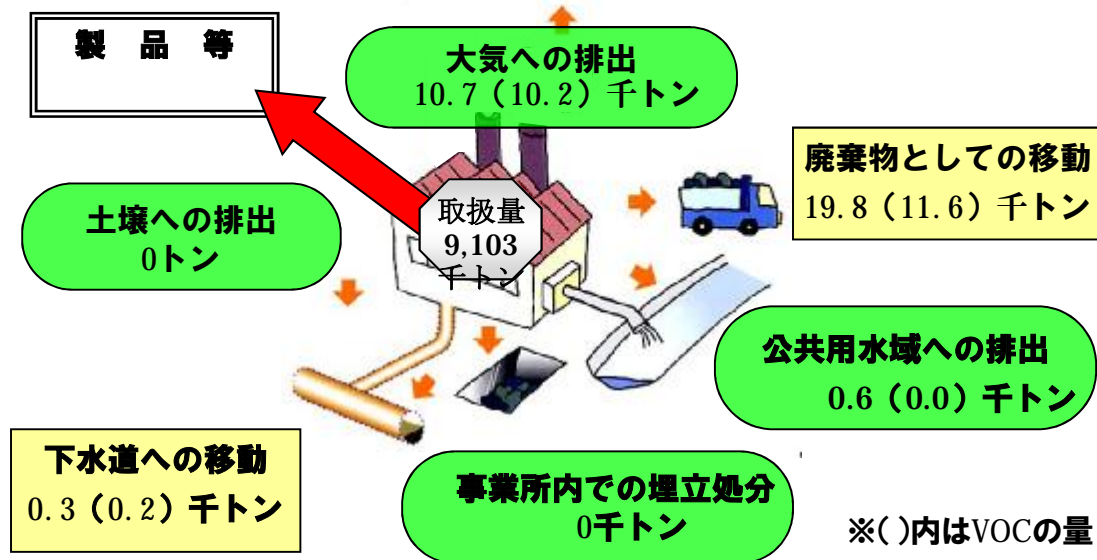 製 品 等
大気への排出
10.7(10.2)千トン
廃棄物としての移動
19.8(11.6)千トン
取扱量
9,103
千トン
土壌への排出
0トン
公共用水域への排出
0.6(0.0)千トン
下水道への移動
0.3(0.2)千トン
事業所内での埋立処分
0千トン
※( )内はVOCの量